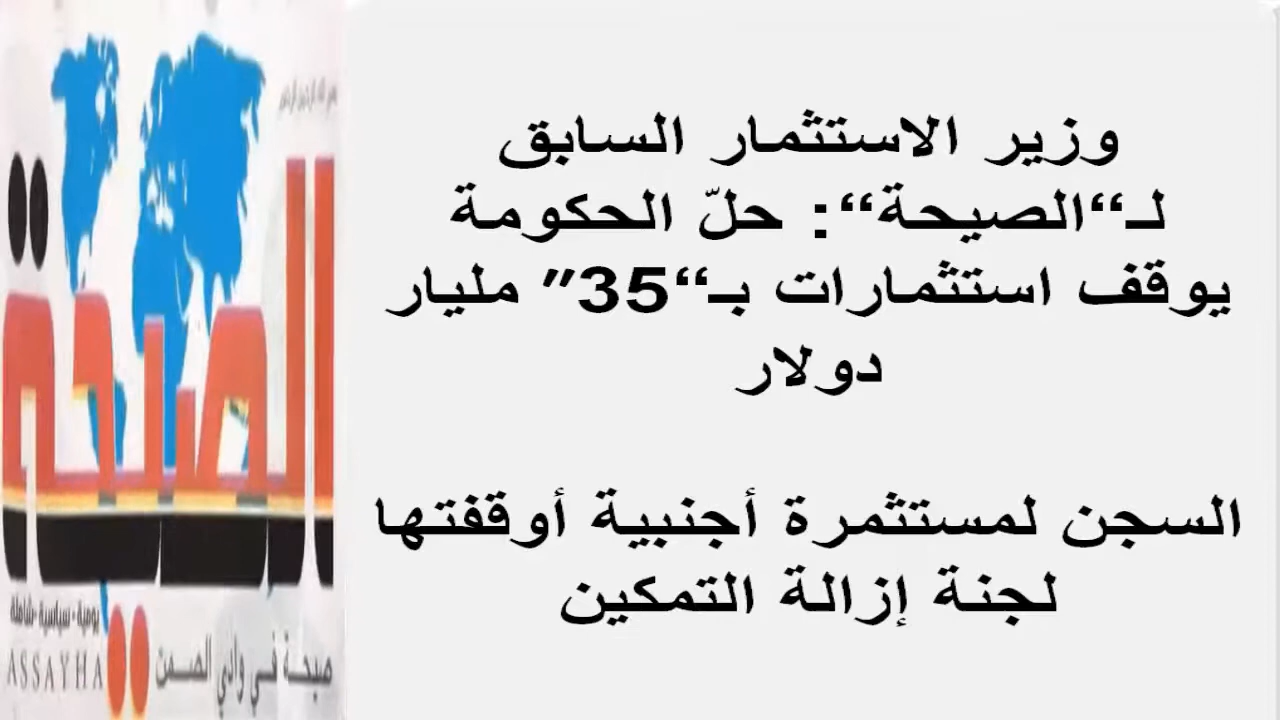 وزير الاستثمار السابق
لـ“الصيحة“: حلّ الحكومة
يوقف استثمارات بـ“35” مليار
دولار
السجن لمستثمرة أجنبية أوقفتها
لجنة إزالة التمكين
الصيحة
يومية - سياسية - شاملة
صيحة في وادي الصمت
ASSAYHA